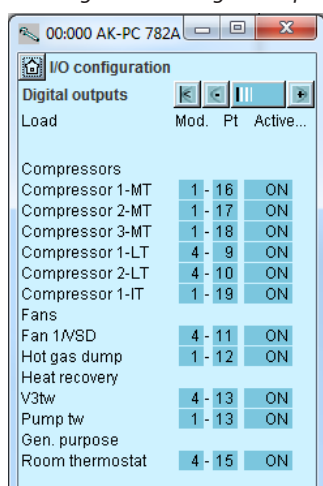 00:000 AK-PC 782A
I/O configuration
Digital outputs
Load Mod. Pt Active...
Compressors
Compressor 1-MT 1 - 16 ON
Compressor 2-MT 1 - 17 ON
Compressor 3-MT 1 - 18 ON
Compressor 1-LT 4 - 9 ON
Compressor 2-LT 4 - 10 ON
Compressor 1-IT 1 - 19 ON
Fans
Fan 1/VSD 4 - 11 ON
Hot gas dump 1 - 12 ON
Heat recovery
V3tw 4 - 13 ON
Pump tw 1 - 13 ON
Gen. purpose
Room thermostat 4 - 15 ON